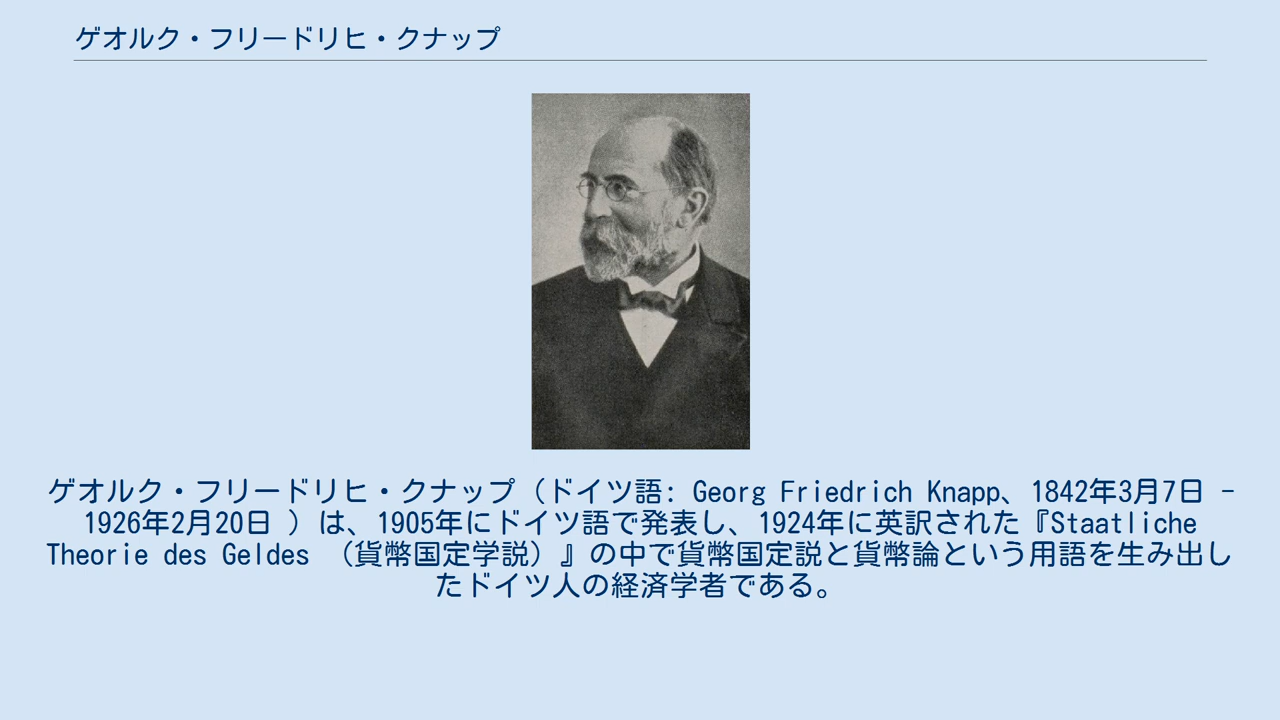 ゲオルク・フリードリヒ・クナップ
ゲオルク・フリードリヒ・クナップ（ドイツ語: Georg Friedrich Knapp、1842年3月7日 -
1926年2月20日 ）は、1905年にドイツ語で発表し、1924年に英訳された『Staatliche
Theorie des Geldes （貨幣国定学説）』の中で貨幣国定説と貨幣論という用語を生み出し
たドイツ人の経済学者である。